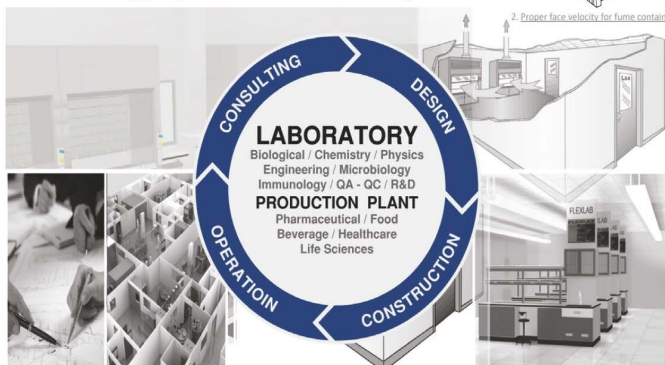 2. Proper face velocity for fume contain
CONSULTING
DESIGN
LABORATORY
Biological / Chemistry / Physics
Engineering / Microbiology
Immunology / QA - QC / R&D
PRODUCTION PLANT
Pharmaceutical / Food
Beverage / Healthcare
Life Sciences
OPERATIOIN
CONSTRUCTION
Lab
FLEXLAB